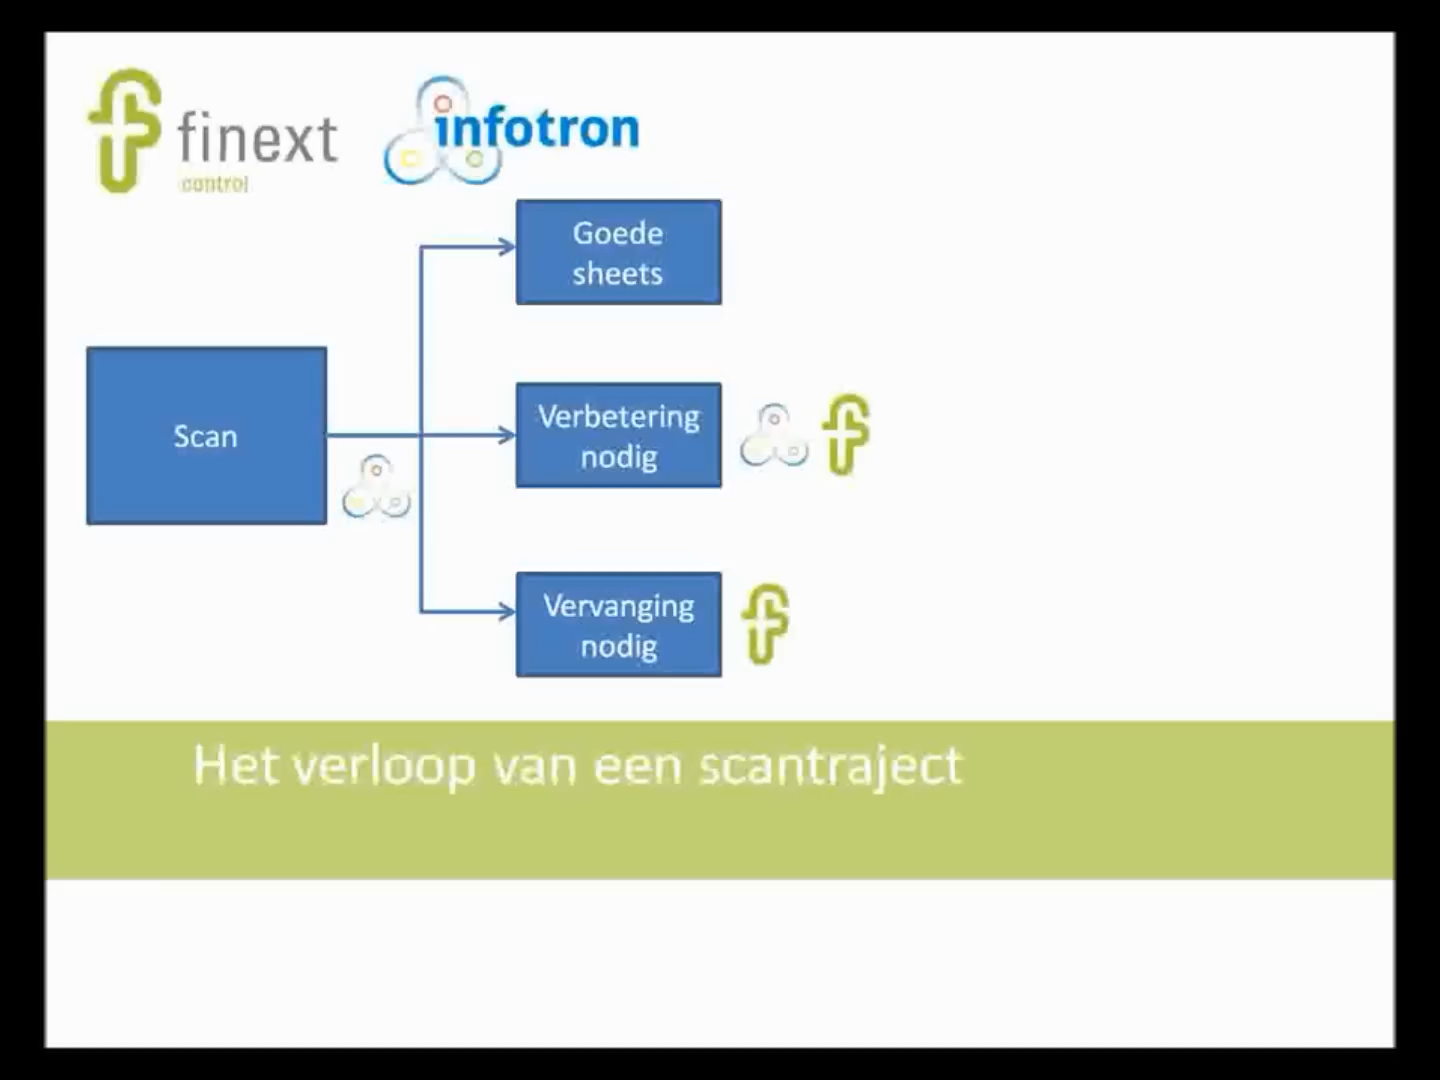 finext
control
infotron
Goede
sheets
Scan
Verbetering
nodig
Vervanging
nodig
Het verloop van een scantraject